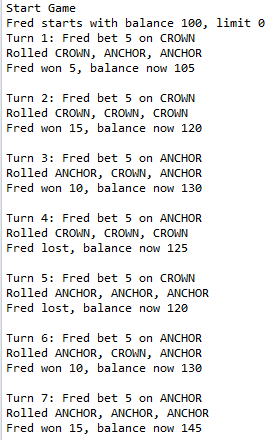 Start Game
Fred starts with balance 100, limit 0
Turn 1: Fred bet 5 on CROWN
Rolled CROWN, ANCHOR, ANCHOR
Fred won 5, balance now 105
Turn 2: Fred bet 5 on CROWN
Rolled CROWN, CROWN, CROWN
Fred won 15, balance now 120
Turn 3: Fred bet 5 on ANCHOR
Rolled ANCHOR, CROWN, ANCHOR
Fred won 10, balance now 130
Turn 4: Fred bet 5 on ANCHOR
Rolled CROWN, CROWN, CROWN
Fred lost, balance now 125
Turn 5: Fred bet 5 on CROWN
Rolled ANCHOR, ANCHOR, ANCHOR
Fred lost, balance now 120
Turn 6: Fred bet 5 on ANCHOR
Rolled ANCHOR, CROWN, ANCHOR
Fred won 10, balance now 130
Turn 7: Fred bet 5 on ANCHOR
Rolled ANCHOR, ANCHOR, ANCHOR
Fred won 15, balance now 145